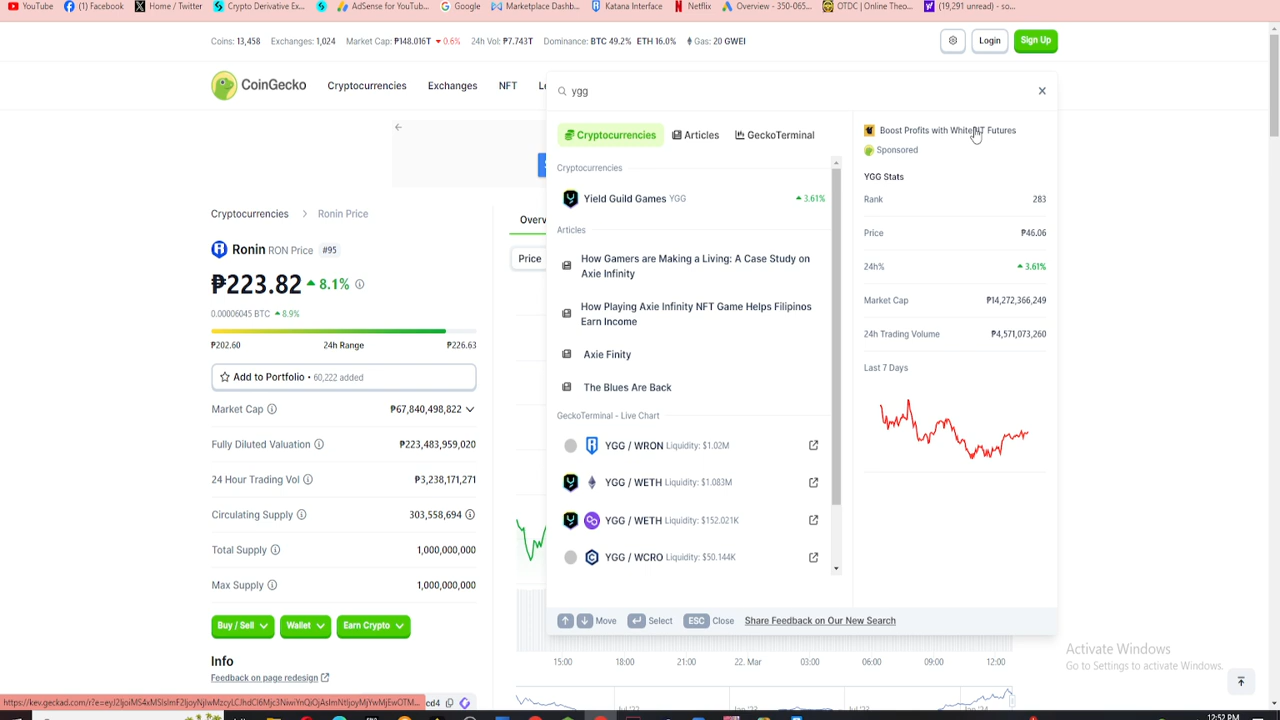 YouTube (1) Facebook Home / Twitter Crypto Derivative Ex... AdSense for YouTub... Google Marketplace Dashb... Katana Interface Netflix Overview - 350-065... OTDC | Online Theo... (19,291 unread) - so...
Coins: 13,458 Exchanges: 1,024 Market Cap: ₱148.016T 0.6% 24h Vol: ₱7.743T Dominance: BTC 49.2% ETH 16.0% Gas: 20 GWEI
Login
Sign Up
CoinGecko
Cryptocurrencies Exchanges NFT
ygg
Cryptocurrencies Articles GeckoTerminal
Cryptocurrencies
Yield Guild Games YGG 3.61%
Articles
How Gamers are Making a Living: A Case Study on
Axie Infinity
How Playing Axie Infinity NFT Game Helps Filipinos
Earn Income
Axie Finity
The Blues Are Back
GeckoTerminal - Live Chart
YGG / WRON Liquidity: $1.02M
YGG / WETH Liquidity: $1.083M
YGG / WETH Liquidity: $152.021K
YGG / WCRO Liquidity: $50.144K
Move Select ESC Close Share Feedback on Our New Search
Boost Profits with WhiteBIT Futures
Sponsored
YGG Stats
Rank 283
Price ₱46.06
24h% 3.61%
Market Cap ₱14,272,366,249
24h Trading Volume ₱4,571,073,260
Last 7 Days
Cryptocurrencies Ronin Price
Ronin RON Price #95
₱223.82 8.1%
0.00006045 BTC 8.9%
₱202.60 24h Range ₱226.63
Add to Portfolio • 60,222 added
Market Cap ₱67,840,498,822
Fully Diluted Valuation ₱223,483,959,020
24 Hour Trading Vol ₱3,238,171,271
Circulating Supply 303,558,694
Total Supply 1,000,000,000
Max Supply 1,000,000,000
Buy / Sell Wallet Earn Crypto
Info
Feedback on page redesign
Overv
Price
15:00 18:00 21:00 22. Mar 03:00 06:00 09:00 12:00
Activate Windows
Go to Settings to activate Windows.
cd4
12:52 PM